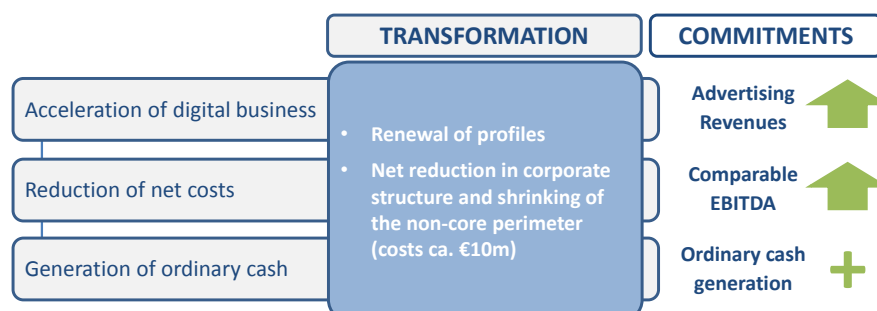 TRANSFORMATION
COMMITMENTS
Acceleration of digital business
Reduction of net costs
Generation of ordinary cash
• Renewal of profiles
• Net reduction in corporate
structure and shrinking of
the non-core perimeter
(costs ca. €10m)
Advertising
Revenues
Comparable
EBITDA
Ordinary cash
generation